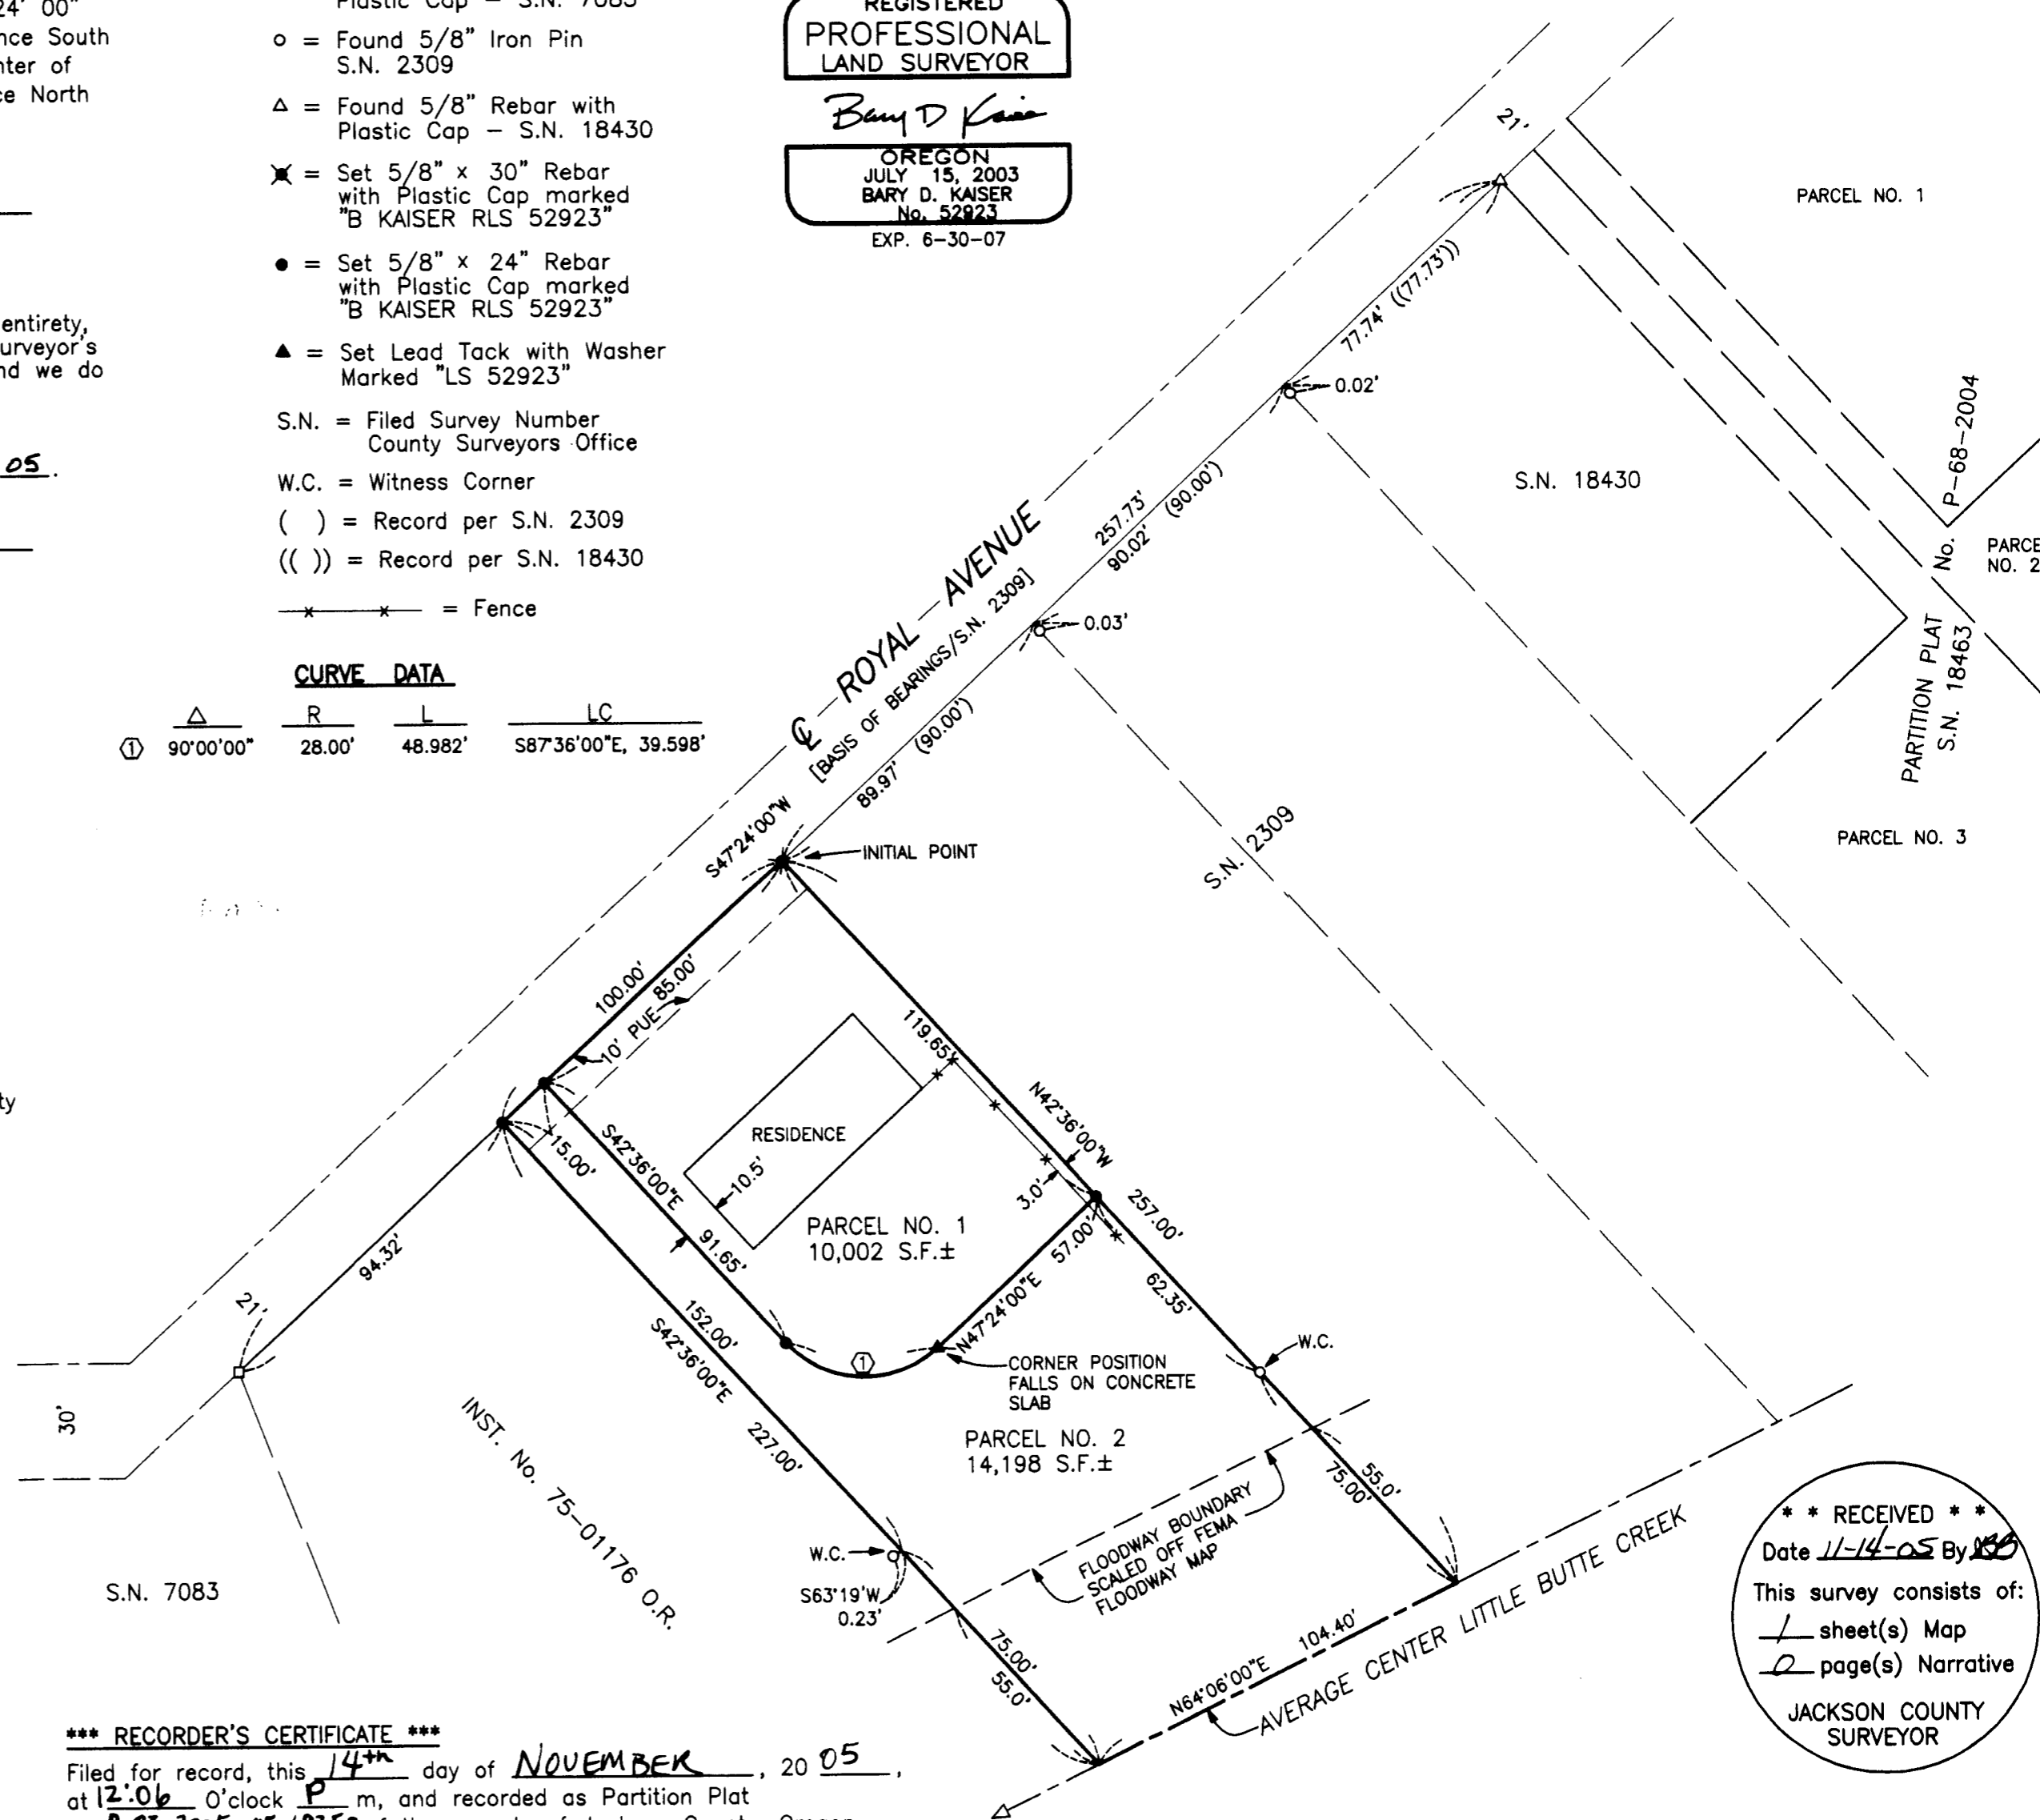 24' 00"
nce South
nter of
ce North
entirety,
urveyor's
nd we do
05.
ty
Plastic Cap – S.N. 7083
o = Found 5/8" Iron Pin
S.N. 2309
△ = Found 5/8" Rebar with
Plastic Cap – S.N. 18430
= Set 5/8" x 30" Rebar
with Plastic Cap marked
"B KAISER RLS 52923"
● = Set 5/8" x 24" Rebar
with Plastic Cap marked
"B KAISER RLS 52923"
▲ = Set Lead Tack with Washer
Marked "LS 52923"
S.N. = Filed Survey Number
County Surveyors Office
W.C. = Witness Corner
( ) = Record per S.N. 2309
(( )) = Record per S.N. 18430
x x = Fence
CURVE DATA
△ R L LC
1 90°00'00" 28.00' 48.982' S87°36'00"E, 39.598'
REGISTERED
PROFESSIONAL
LAND SURVEYOR
Bary D Kaiser
OREGON
JULY 15, 2003
BARY D. KAISER
No. 52923
EXP. 6-30-07
21'
PARCEL NO. 1
77.74' ((77.73'))
0.02'
S.N. 18430
PARTITION PLAT No. P-68-2004
S.N. 18463
PARCE
NO. 2
PARCEL NO. 3
257.73'
90.02' (90.00')
0.03'
℄ ROYAL AVENUE
[BASIS OF BEARINGS/S.N. 2309]
S47°24'00"W
89.97' (90.00')
S.N. 2309
INITIAL POINT
100.00'
85.00'
10' PUE
15.00'
119.65'
N42°36'00"W
257.00'
RESIDENCE
10.5'
3.0'
S42°36'00"E 91.65'
PARCEL NO. 1
10,002 S.F.±
57.00'
N47°24'00"E
62.35'
W.C.
1
CORNER POSITION
FALLS ON CONCRETE
SLAB
152.00'
S42°36'00"E 227.00'
94.32'
21'
30'
S.N. 7083
INST. No. 75-01176 O.R.
PARCEL NO. 2
14,198 S.F.±
FLOODWAY BOUNDARY
SCALED OFF FEMA
FLOODWAY MAP
55.0'
75.00'
W.C.
S63°19'W
0.23'
75.00'
55.0'
N64°06'00"E 104.40'
AVERAGE CENTER LITTLE BUTTE CREEK
* * RECEIVED * *
Date 11-14-05 By
This survey consists of:
1 sheet(s) Map
0 page(s) Narrative
JACKSON COUNTY
SURVEYOR
*** RECORDER'S CERTIFICATE ***
Filed for record, this 14th day of NOVEMBER, 20 05,
at 12:06 O'clock P m, and recorded as Partition Plat